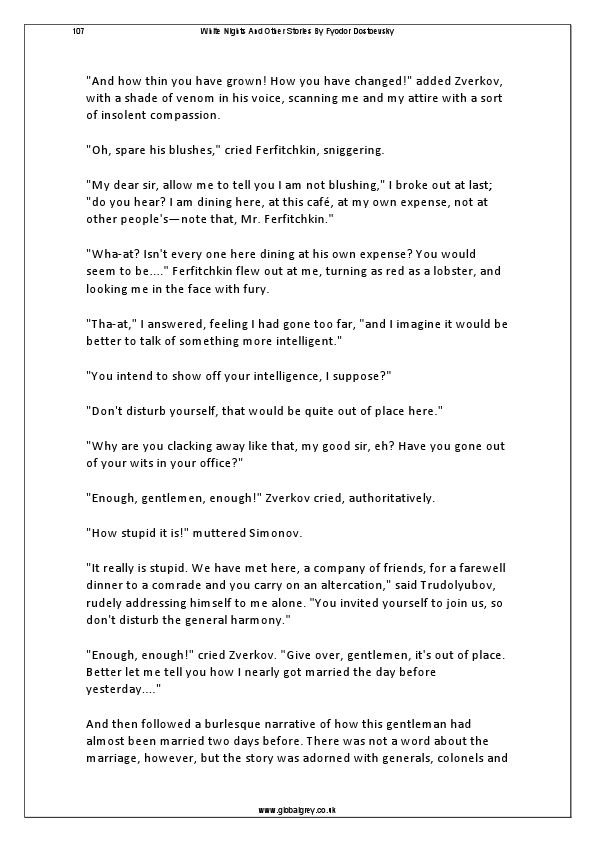 107
White Nights And Other Stories By Fyodor Dostoevsky
"And how thin you have grown! How you have changed!" added Zverkov,
with a shade of venom in his voice, scanning me and my attire with a sort
of insolent compassion.
"Oh, spare his blushes," cried Ferfitchkin, sniggering.
"My dear sir, allow me to tell you I am not blushing," I broke out at last;
"do you hear? I am dining here, at this café, at my own expense, not at
other people's—note that, Mr. Ferfitchkin."
"Wha-at? Isn't every one here dining at his own expense? You would
seem to be...." Ferfitchkin flew out at me, turning as red as a lobster, and
looking me in the face with fury.
"Tha-at," I answered, feeling I had gone too far, "and I imagine it would be
better to talk of something more intelligent."
"You intend to show off your intelligence, I suppose?"
"Don't disturb yourself, that would be quite out of place here."
"Why are you clacking away like that, my good sir, eh? Have you gone out
of your wits in your office?"
"Enough, gentlemen, enough!" Zverkov cried, authoritatively.
"How stupid it is!" muttered Simonov.
"It really is stupid. We have met here, a company of friends, for a farewell
dinner to a comrade and you carry on an altercation," said Trudolyubov,
rudely addressing himself to me alone. "You invited yourself to join us, so
don't disturb the general harmony."
"Enough, enough!" cried Zverkov. "Give over, gentlemen, it's out of place.
Better let me tell you how I nearly got married the day before
yesterday...."
And then followed a burlesque narrative of how this gentleman had
almost been married two days before. There was not a word about the
marriage, however, but the story was adorned with generals, colonels and
www.globalgrey.co.uk